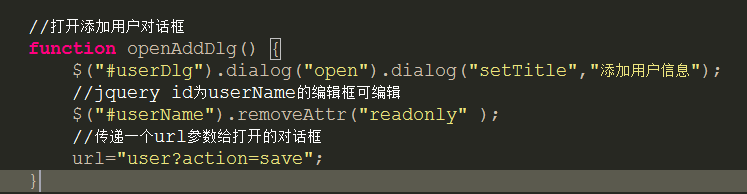 //打开添加用户对话框
function openAddDlg() {
    $("#userDlg").dialog("open").dialog("setTitle","添加用户信息");
    //jquery id为userName的编辑框可编辑
    $("#userName").removeAttr("readonly" );
    //传递一个url参数给打开的对话框
    url="user?action=save";
}